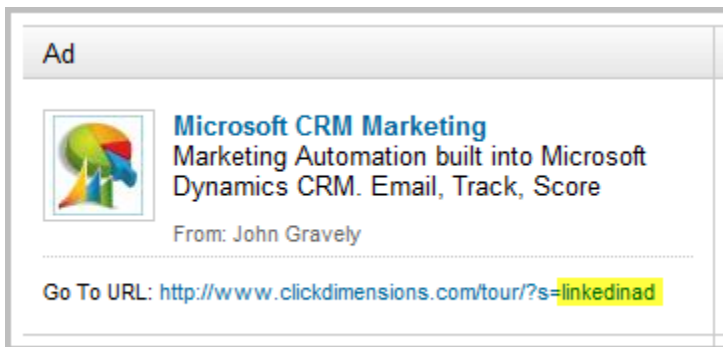 Ad
Microsoft CRM Marketing
Marketing Automation built into Microsoft
Dynamics CRM. Email, Track, Score
From: John Gravely
Go To URL: http://www.clickdimensions.com/tour/?s=linkedinad